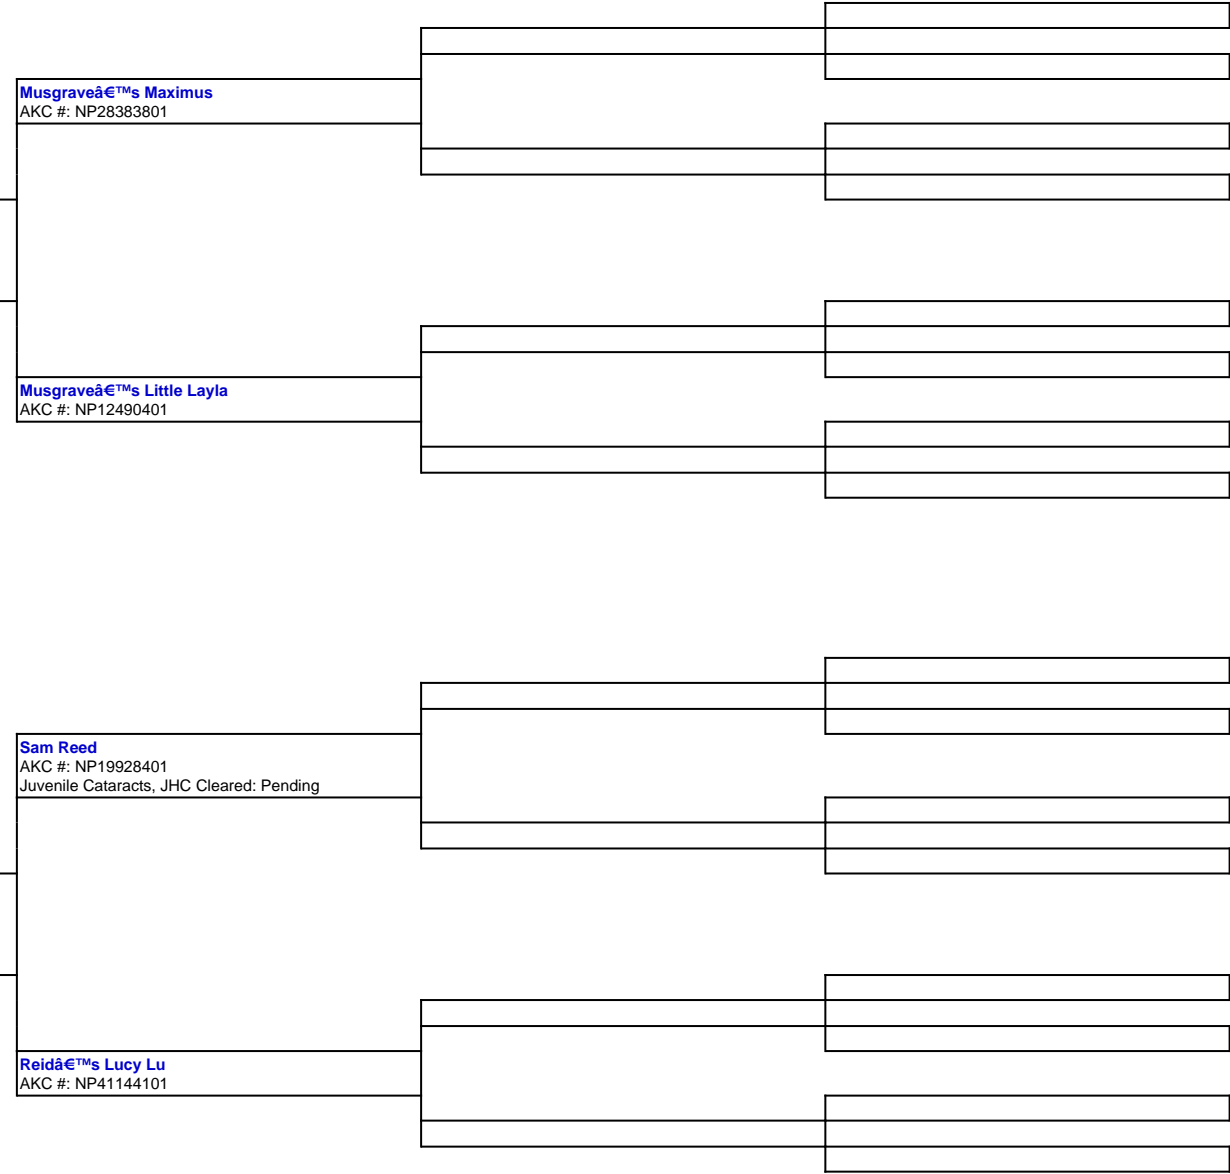 Musgraveâ€™s Maximus
AKC #: NP28383801
Musgraveâ€™s Little Layla
AKC #: NP12490401
Sam Reed
AKC #: NP19928401
Juvenile Cataracts, JHC Cleared: Pending
Reidâ€™s Lucy Lu
AKC #: NP41144101